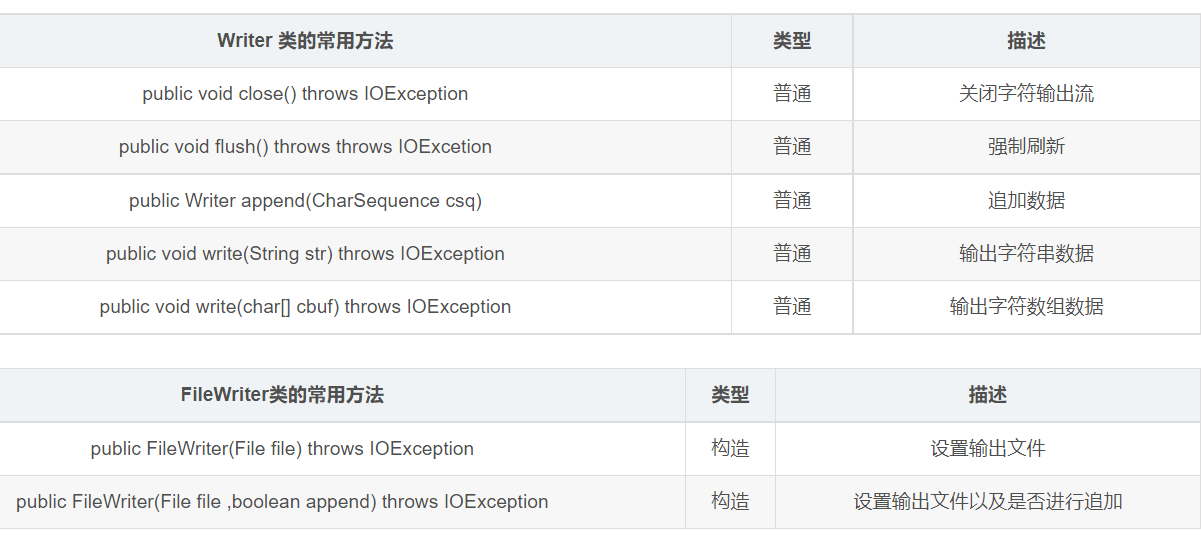 Writer 类的常用方法 类型 描述
public void close() throws IOException 普通 关闭字符输出流
public void flush() throws throws IOExcetion 普通 强制刷新
public Writer append(CharSequence csq) 普通 追加数据
public void write(String str) throws IOException 普通 输出字符串数据
public void write(char[] cbuf) throws IOException 普通 输出字符数组数据
FileWriter类的常用方法 类型 描述
public FileWriter(File file) throws IOException 构造 设置输出文件
public FileWriter(File file ,boolean append) throws IOException 构造 设置输出文件以及是否进行追加